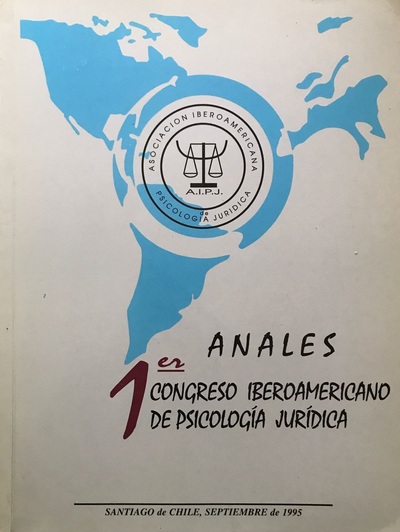 ASOCIACION IBEROAMERICANA
A.I.P.J.
de
PSICOLOGIA JURIDICA
ANALES
1er
CONGRESO IBEROAMERICANO
DE PSICOLOGÍA JURÍDICA
SANTIAGO de CHILE, SEPTIEMBRE de 1995